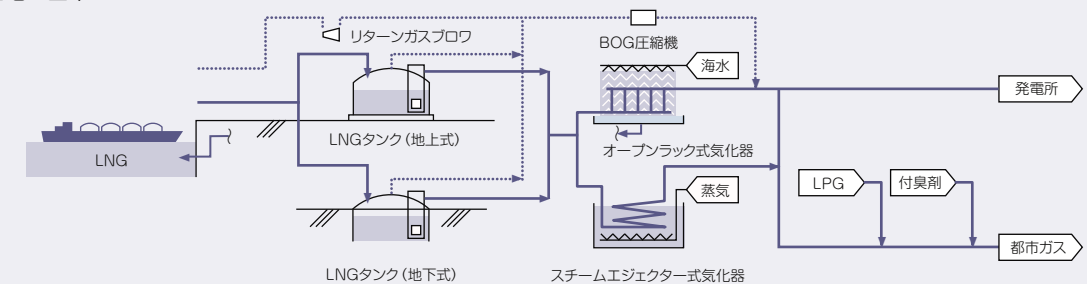 リターンガスブロワ
BOG圧縮機
海水
発電所
LNGタンク（地上式）
オープンラック式気化器
LNG
LPG
付臭剤
蒸気
都市ガス
LNGタンク（地下式）
スチームエジェクター式気化器